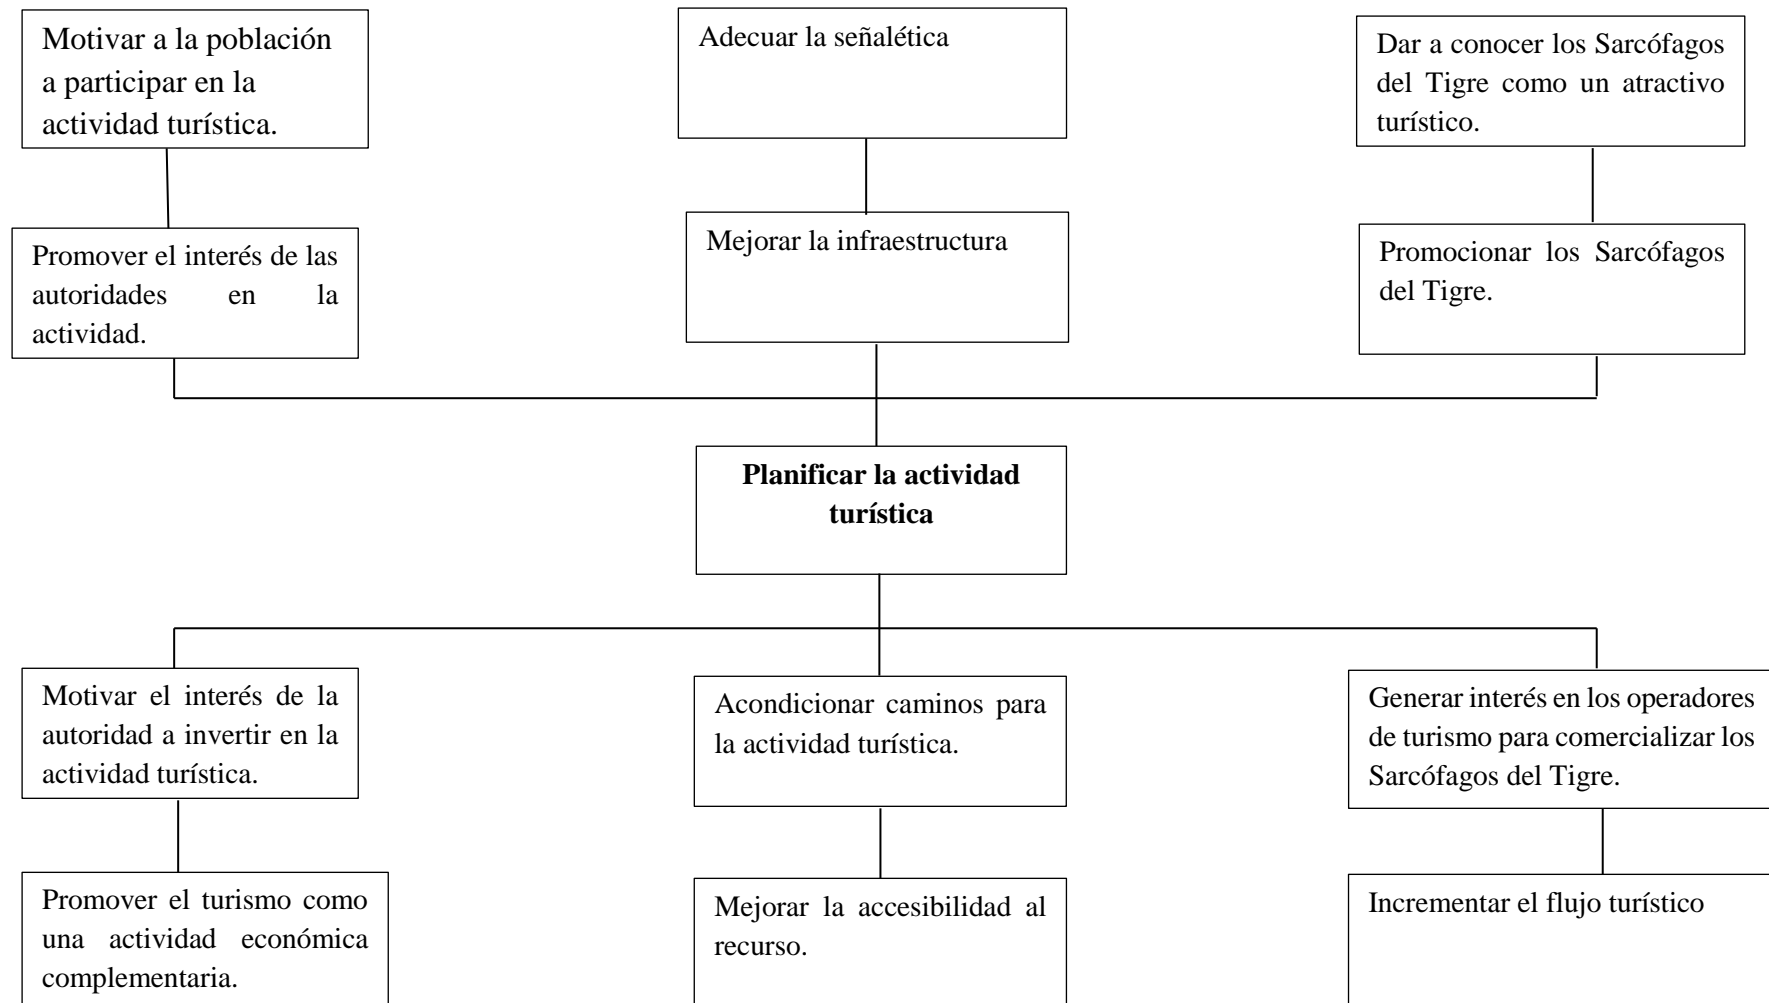 Motivar a la población
a participar en la
actividad turística.
Adecuar la señalética
Dar a conocer los Sarcófagos
del Tigre como un atractivo
turístico.
Promover el interés de las
autoridades en la
actividad.
Mejorar la infraestructura
Promocionar los Sarcófagos
del Tigre.
Planificar la actividad
turística
Motivar el interés de la
autoridad a invertir en la
actividad turística.
Acondicionar caminos para
la actividad turística.
Generar interés en los operadores
de turismo para comercializar los
Sarcófagos del Tigre.
Promover el turismo como
una actividad económica
complementaria.
Mejorar la accesibilidad al
recurso.
Incrementar el flujo turístico